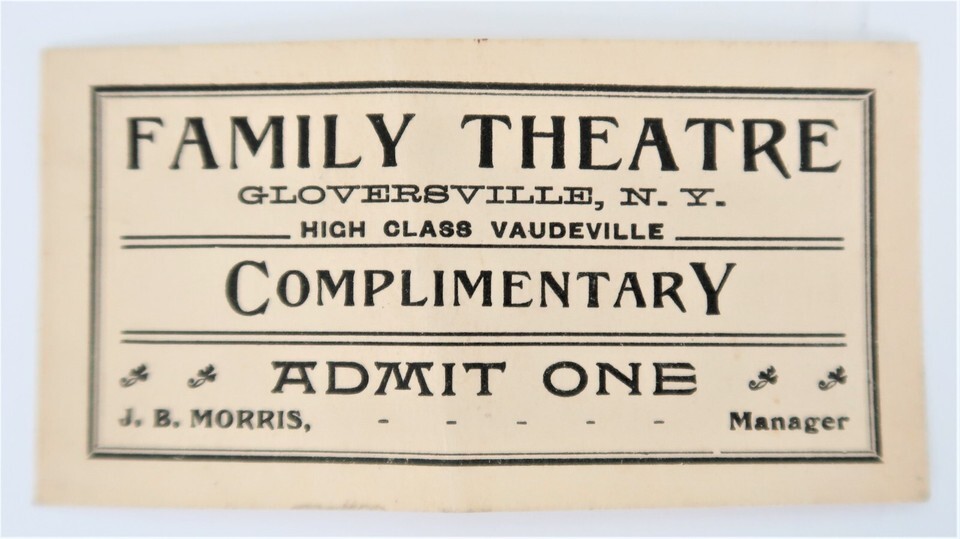 FAMILY THEATRE
GLOVERSVILLE, N. Y.
HIGH CLASS VAUDEVILLE
COMPLIMENTARY
ADMIT ONE
J. B. MORRIS, - - - - - Manager